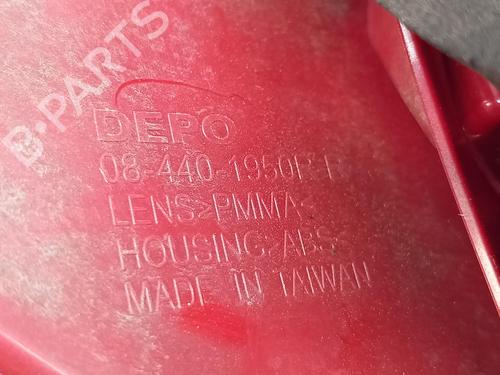 B-PARTS
DEPO
08-440-1950R
LENS>PMMA<
HOUSING>ABS<
MADE IN TAIWAN